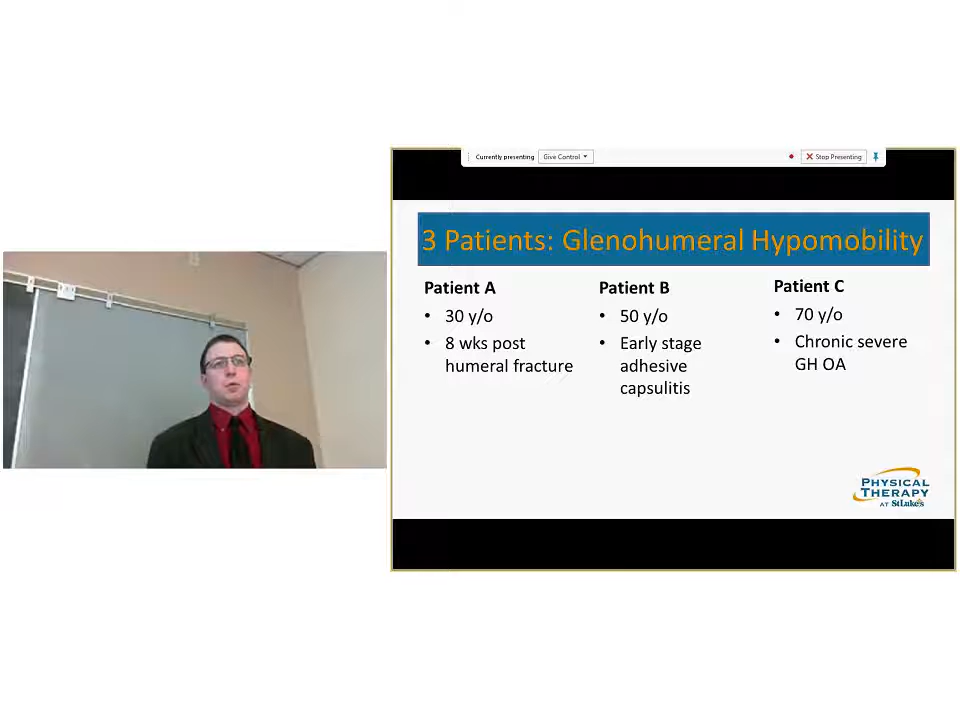 Currently presenting Give Control Stop Presenting
3 Patients: Glenohumeral Hypomobility
Patient A
• 30 y/o
• 8 wks post
humeral fracture
Patient B
• 50 y/o
• Early stage
adhesive
capsulitis
Patient C
• 70 y/o
• Chronic severe
GH OA
PHYSICAL
THERAPY
AT St Luke's